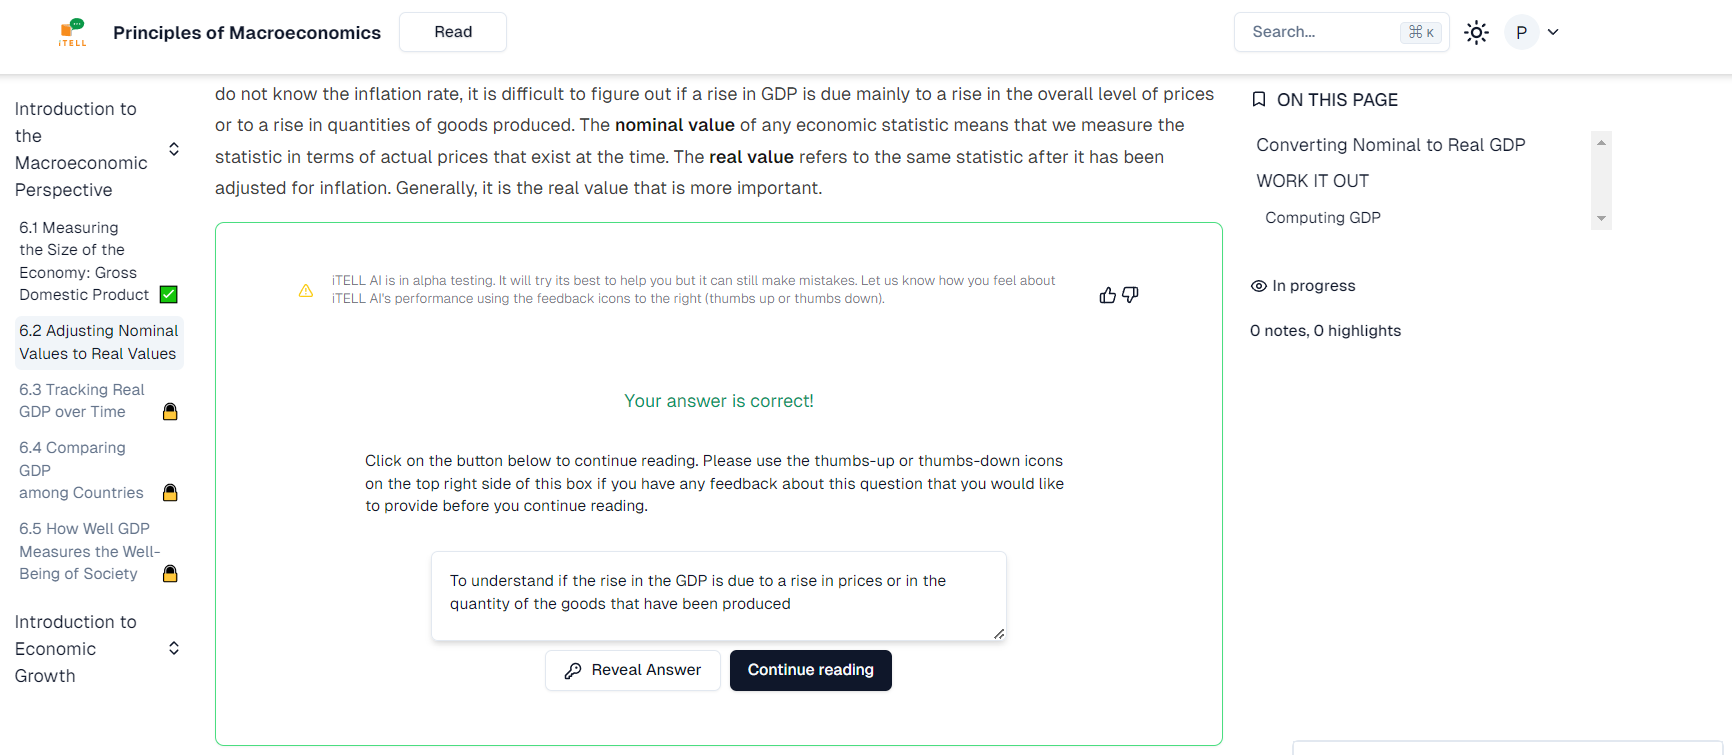 iTELL
Principles of Macroeconomics
Read
Search...
⌘ K
P
Introduction to
the
Macroeconomic
Perspective
6.1 Measuring
the Size of the
Economy: Gross
Domestic Product
6.2 Adjusting Nominal
Values to Real Values
6.3 Tracking Real
GDP over Time
6.4 Comparing
GDP
among Countries
6.5 How Well GDP
Measures the Well-
Being of Society
Introduction to
Economic
Growth
do not know the inflation rate, it is difficult to figure out if a rise in GDP is due mainly to a rise in the overall level of prices
or to a rise in quantities of goods produced. The nominal value of any economic statistic means that we measure the
statistic in terms of actual prices that exist at the time. The real value refers to the same statistic after it has been
adjusted for inflation. Generally, it is the real value that is more important.
iTELL AI is in alpha testing. It will try its best to help you but it can still make mistakes. Let us know how you feel about
iTELL AI's performance using the feedback icons to the right (thumbs up or thumbs down).
Your answer is correct!
Click on the button below to continue reading. Please use the thumbs-up or thumbs-down icons
on the top right side of this box if you have any feedback about this question that you would like
to provide before you continue reading.
To understand if the rise in the GDP is due to a rise in prices or in the
quantity of the goods that have been produced
Reveal Answer
Continue reading
ON THIS PAGE
Converting Nominal to Real GDP
WORK IT OUT
Computing GDP
In progress
0 notes, 0 highlights